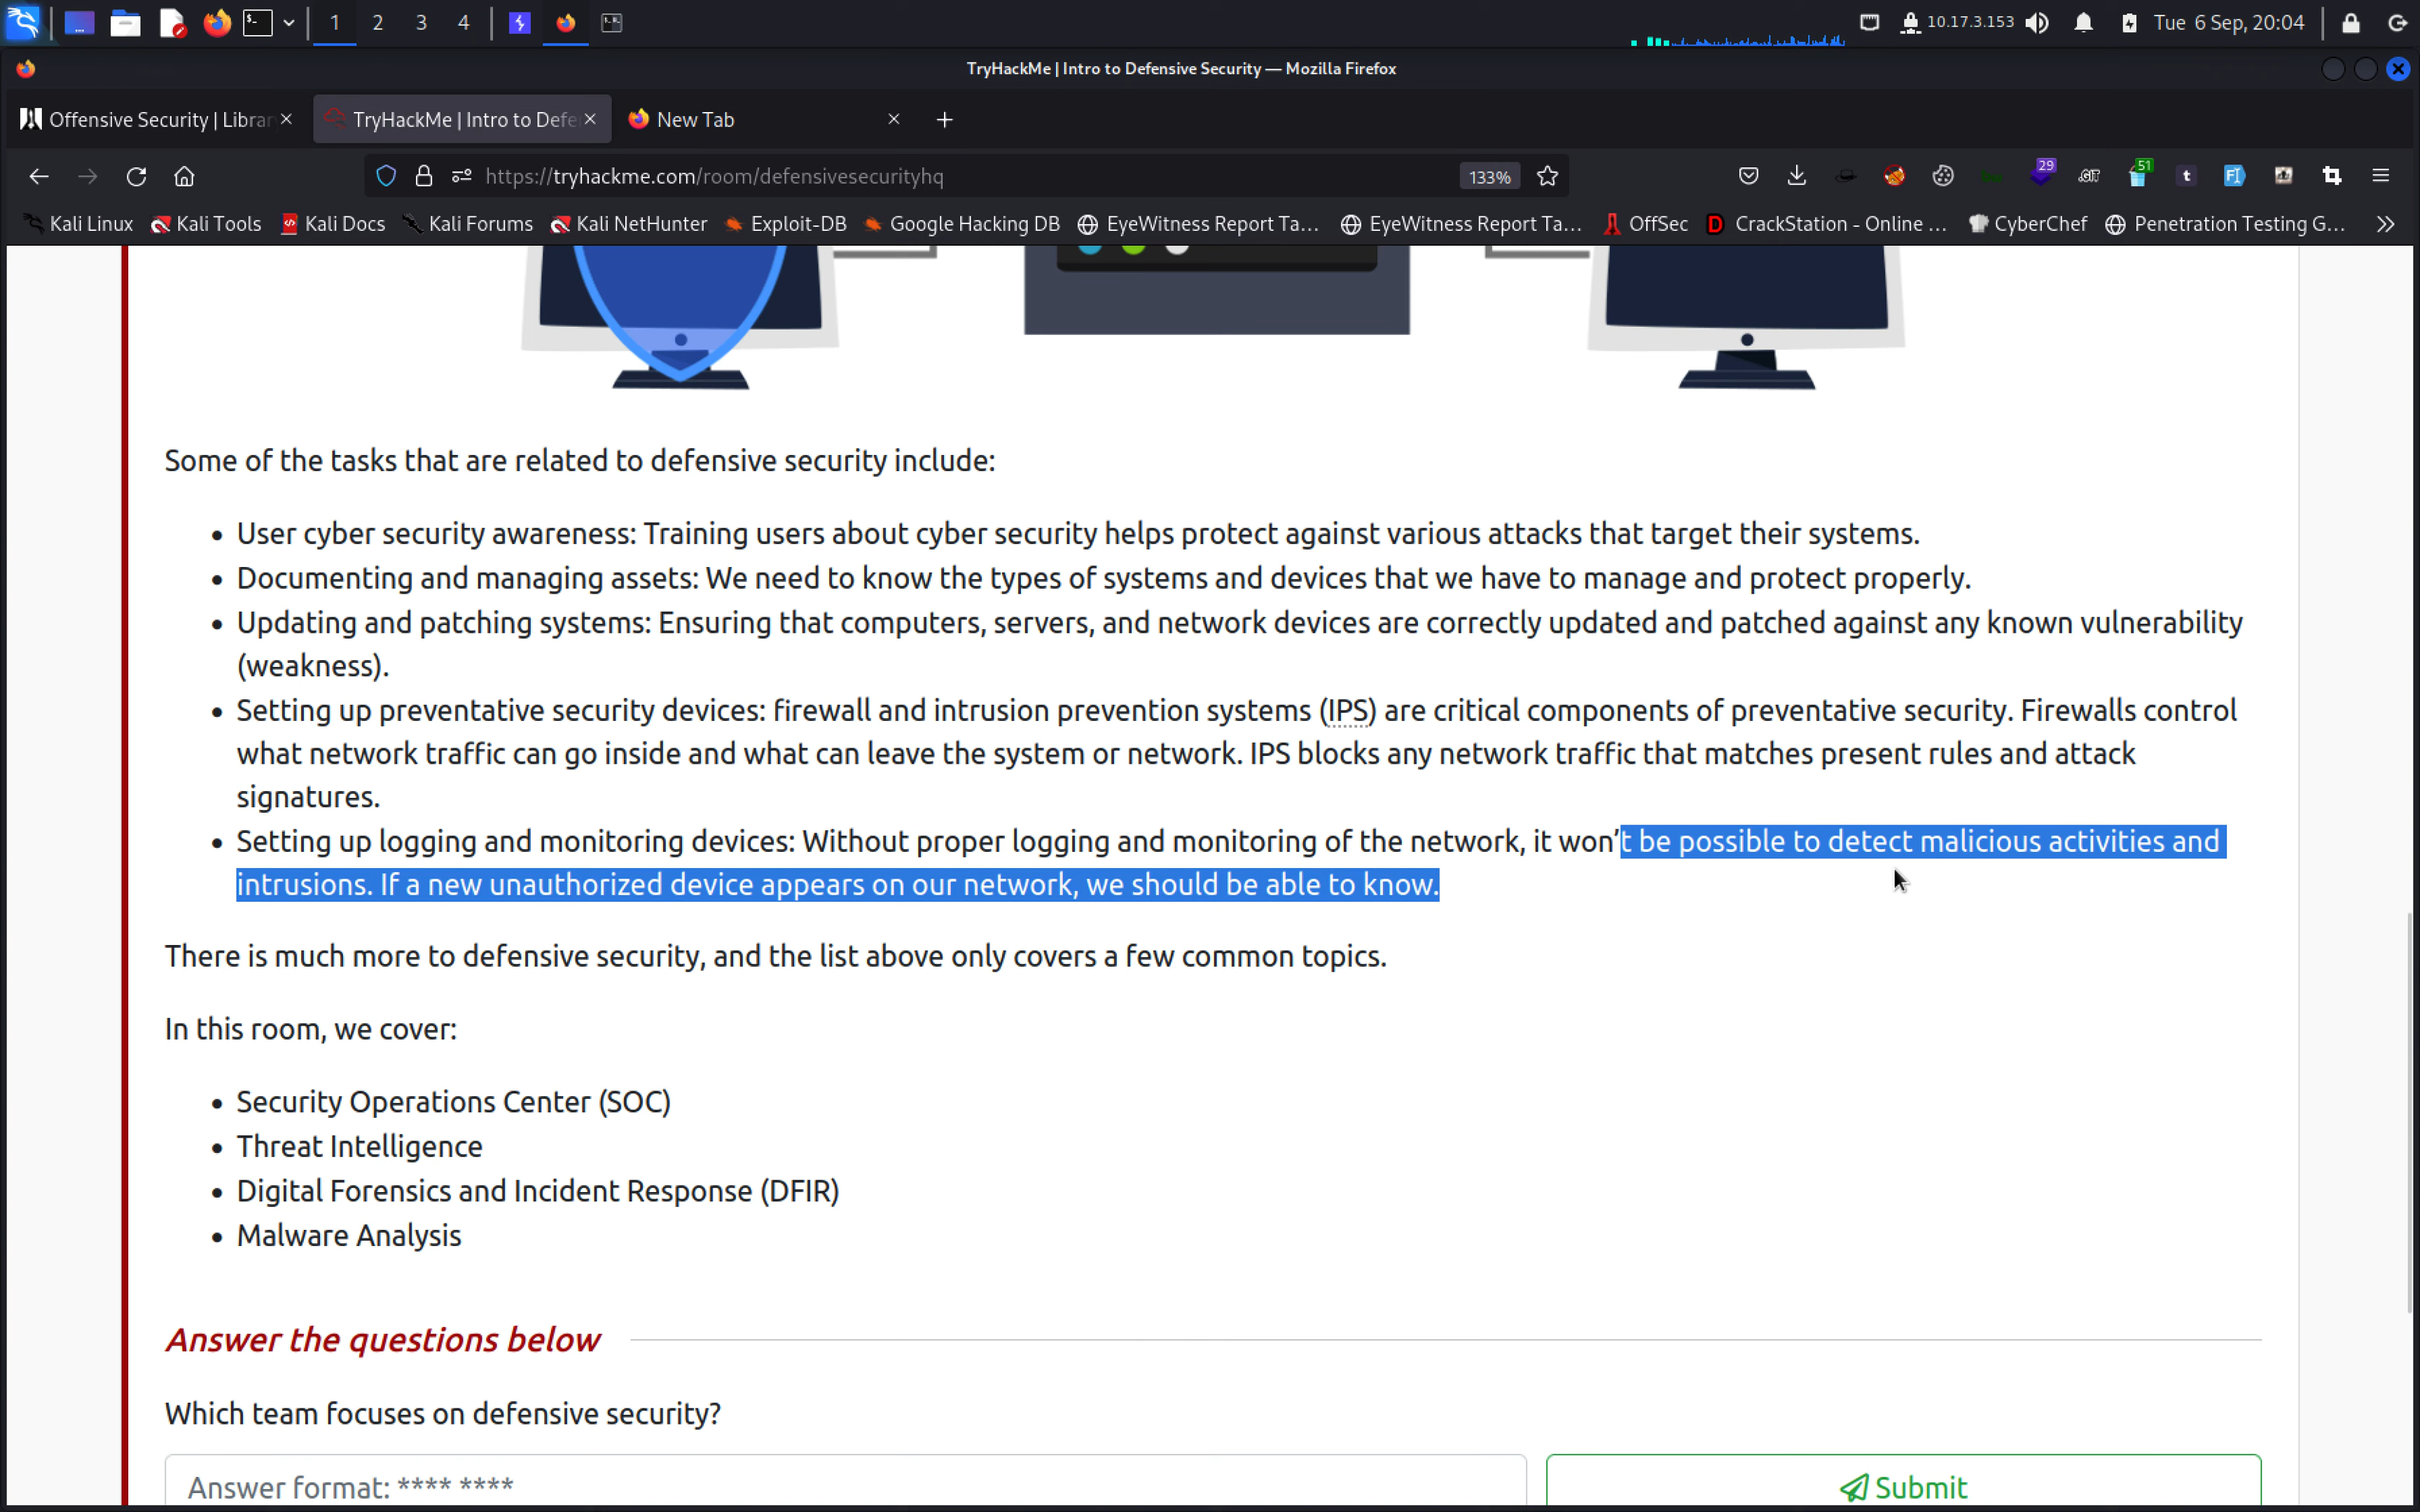 1 2 3 4 10.17.3.153 Tue 6 Sep, 20:04
TryHackMe | Intro to Defensive Security — Mozilla Firefox
Offensive Security | Librar TryHackMe | Intro to Defe New Tab
https://tryhackme.com/room/defensivesecurityhq 133% 29 .GIT 51 t
Kali Linux Kali Tools Kali Docs Kali Forums Kali NetHunter Exploit-DB Google Hacking DB EyeWitness Report Ta... EyeWitness Report Ta... OffSec CrackStation - Online ... CyberChef Penetration Testing G...
Some of the tasks that are related to defensive security include:
• User cyber security awareness: Training users about cyber security helps protect against various attacks that target their systems.
• Documenting and managing assets: We need to know the types of systems and devices that we have to manage and protect properly.
• Updating and patching systems: Ensuring that computers, servers, and network devices are correctly updated and patched against any known vulnerability
(weakness).
• Setting up preventative security devices: firewall and intrusion prevention systems (IPS) are critical components of preventative security. Firewalls control
what network traffic can go inside and what can leave the system or network. IPS blocks any network traffic that matches present rules and attack
signatures.
• Setting up logging and monitoring devices: Without proper logging and monitoring of the network, it won’t be possible to detect malicious activities and
intrusions. If a new unauthorized device appears on our network, we should be able to know.
There is much more to defensive security, and the list above only covers a few common topics.
In this room, we cover:
• Security Operations Center (SOC)
• Threat Intelligence
• Digital Forensics and Incident Response (DFIR)
• Malware Analysis
Answer the questions below
Which team focuses on defensive security?
Answer format: **** **** Submit